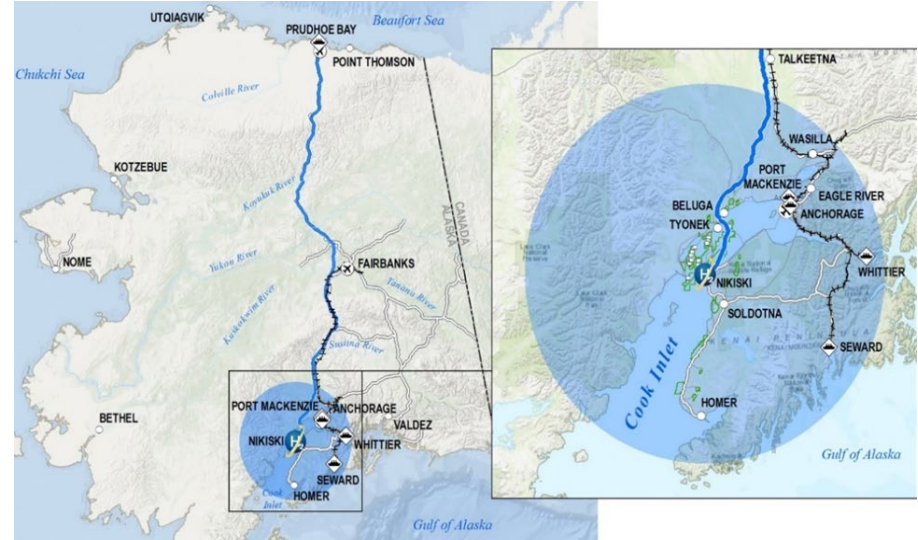 UTQIAGVIK
Beaufort Sea
PRUDHOE BAY
POINT THOMSON
Chukchi Sea
Colville River
KOTZEBUE
Koyukuk River
CANADA
ALASKA
NOME
Yukon River
FAIRBANKS
Tanana River
Kuskokwim River
Susitna River
PORT MACKENZIE
ANCHORAGE
BETHEL
VALDEZ
NIKISKI
H
WHITTIER
SEWARD
Cook
Inlet
HOMER
Gulf of Alaska
TALKEETNA
WASILLA
PORT
MACKENZIE
EAGLE RIVER
BELUGA
ANCHORAGE
TYONEK
WHITTIER
H
NIKISKI
SOLDOTNA
KENAI PENINSULA
SEWARD
Cook Inlet
HOMER
Gulf of Alaska